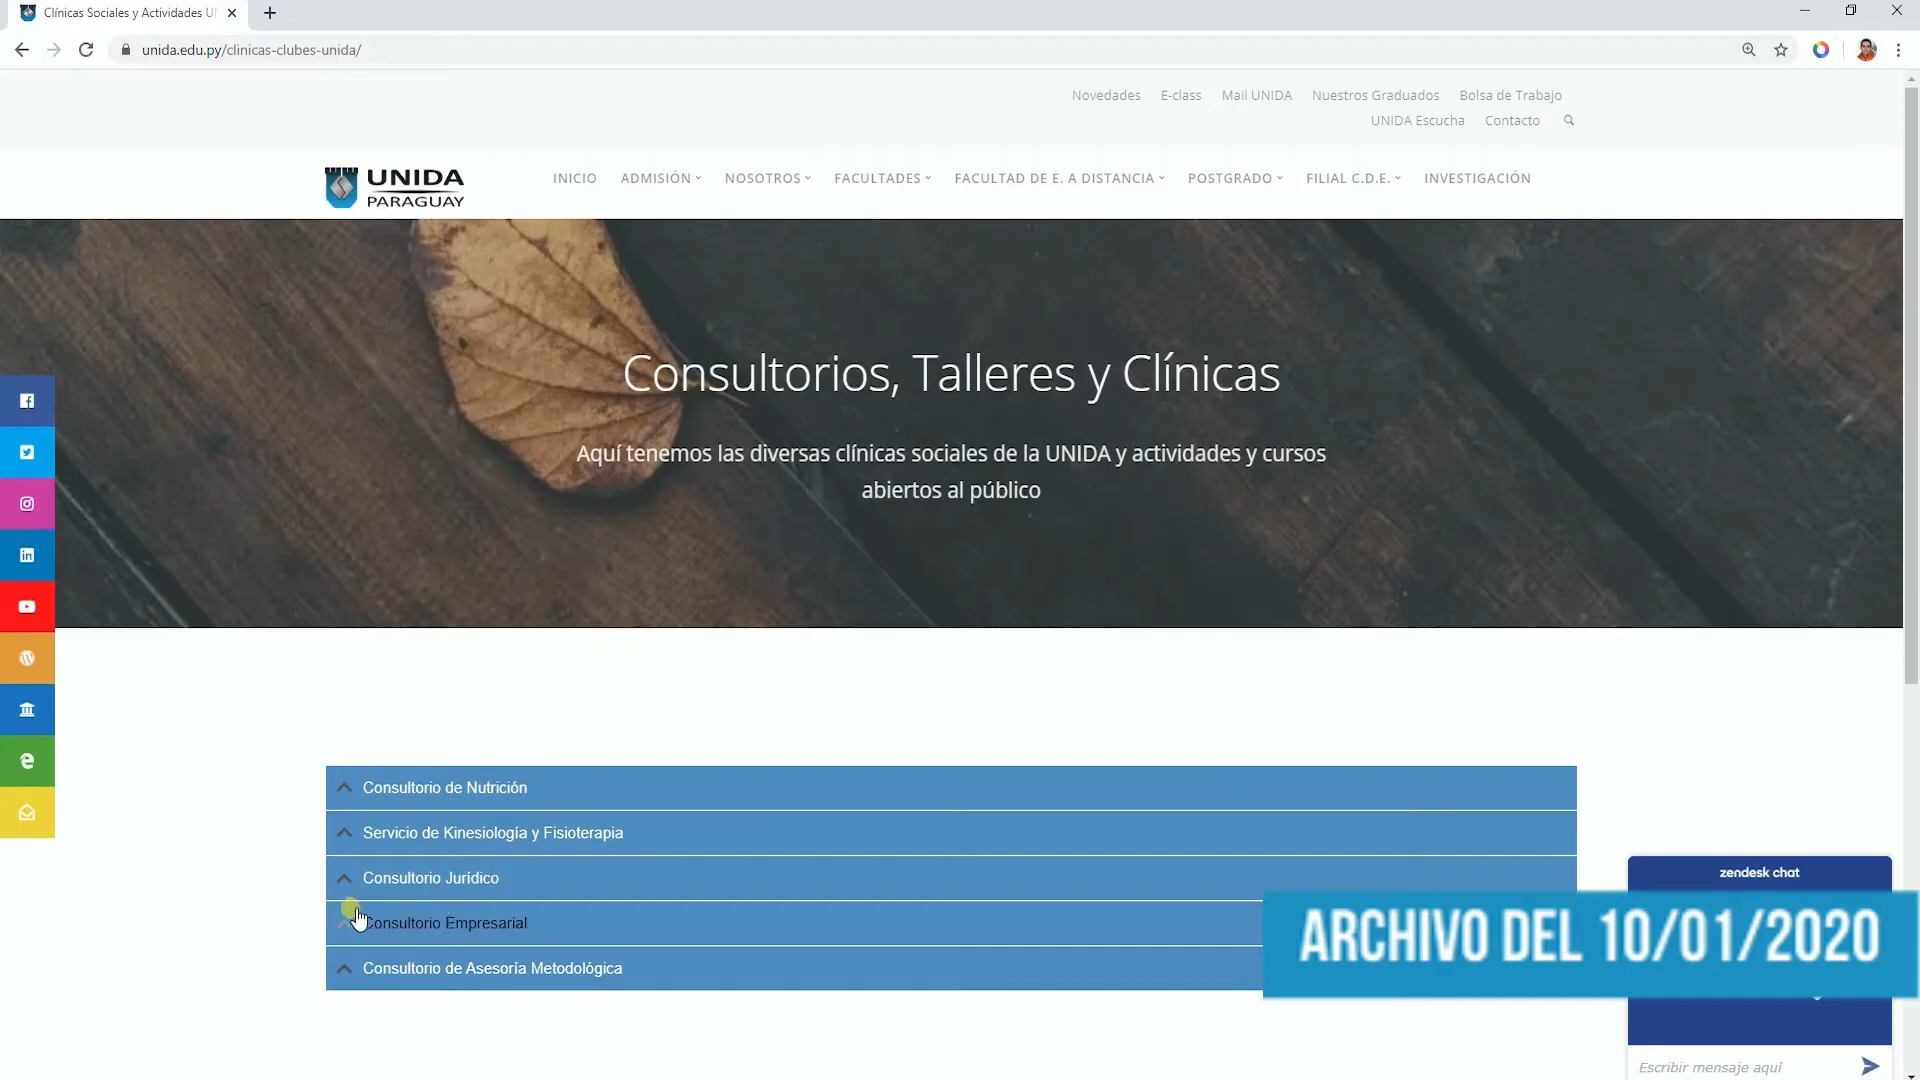 Clínicas Sociales y Actividades UI
unida.edu.py/clinicas-clubes-unida/
Novedades E-class Mail UNIDA Nuestros Graduados Bolsa de Trabajo
UNIDA Escucha Contacto
UNIDA
PARAGUAY
INICIO ADMISIÓN NOSOTROS FACULTADES FACULTAD DE E. A DISTANCIA POSTGRADO FILIAL C.D.E. INVESTIGACIÓN
Consultorios, Talleres y Clínicas
Aquí tenemos las diversas clínicas sociales de la UNIDA y actividades y cursos
abiertos al público
Consultorio de Nutrición
Servicio de Kinesiología y Fisioterapia
Consultorio Jurídico
Consultorio Empresarial
Consultorio de Asesoría Metodológica
zendesk chat
ARCHIVO DEL 10/01/2020
Escribir mensaje aquí